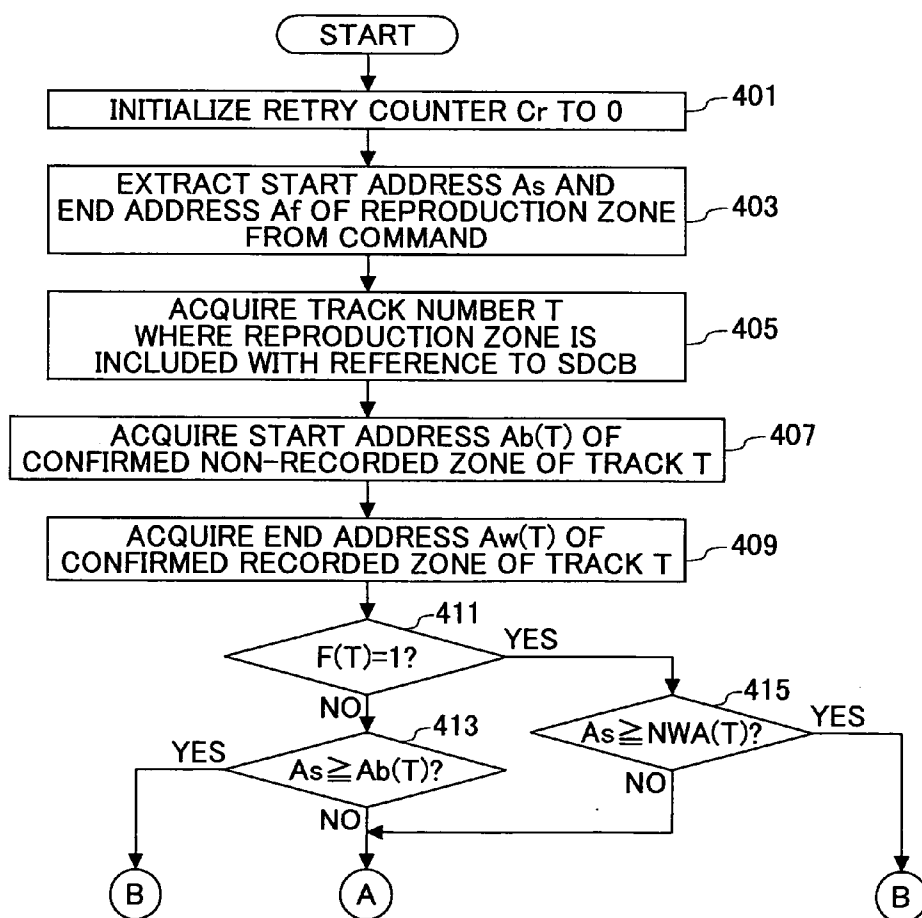 START
INITIALIZE RETRY COUNTER Cr TO 0
401
EXTRACT START ADDRESS As AND
END ADDRESS Af OF REPRODUCTION ZONE
FROM COMMAND
403
ACQUIRE TRACK NUMBER T
WHERE REPRODUCTION ZONE IS
INCLUDED WITH REFERENCE TO SDCB
405
ACQUIRE START ADDRESS Ab(T) OF
CONFIRMED NON-RECORDED ZONE OF TRACK T
407
ACQUIRE END ADDRESS Aw(T) OF
CONFIRMED RECORDED ZONE OF TRACK T
409
411
F(T)=1?
YES
NO
415
As≧NWA(T)?
YES
NO
413
As≧Ab(T)?
YES
NO
B
A
B